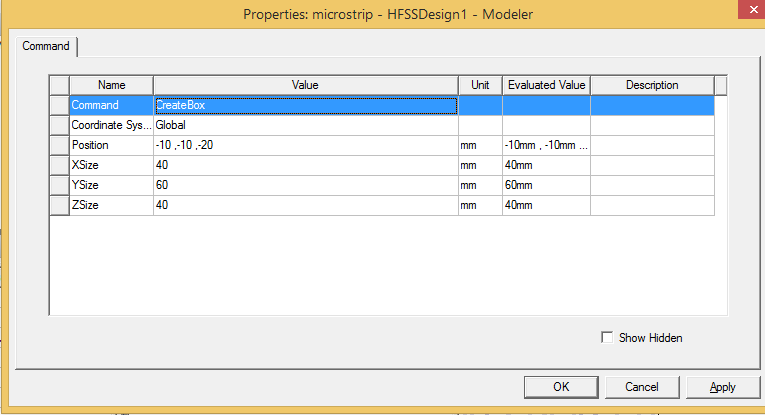 Properties: microstrip - HFSSDesign1 - Modeler
Command
Name Value Unit Evaluated Value Description
Command CreateBox
Coordinate Sys... Global
Position -10 ,-10 ,-20 mm -10mm , -10mm ...
XSize 40 mm 40mm
YSize 60 mm 60mm
ZSize 40 mm 40mm
Show Hidden
OK Cancel Apply